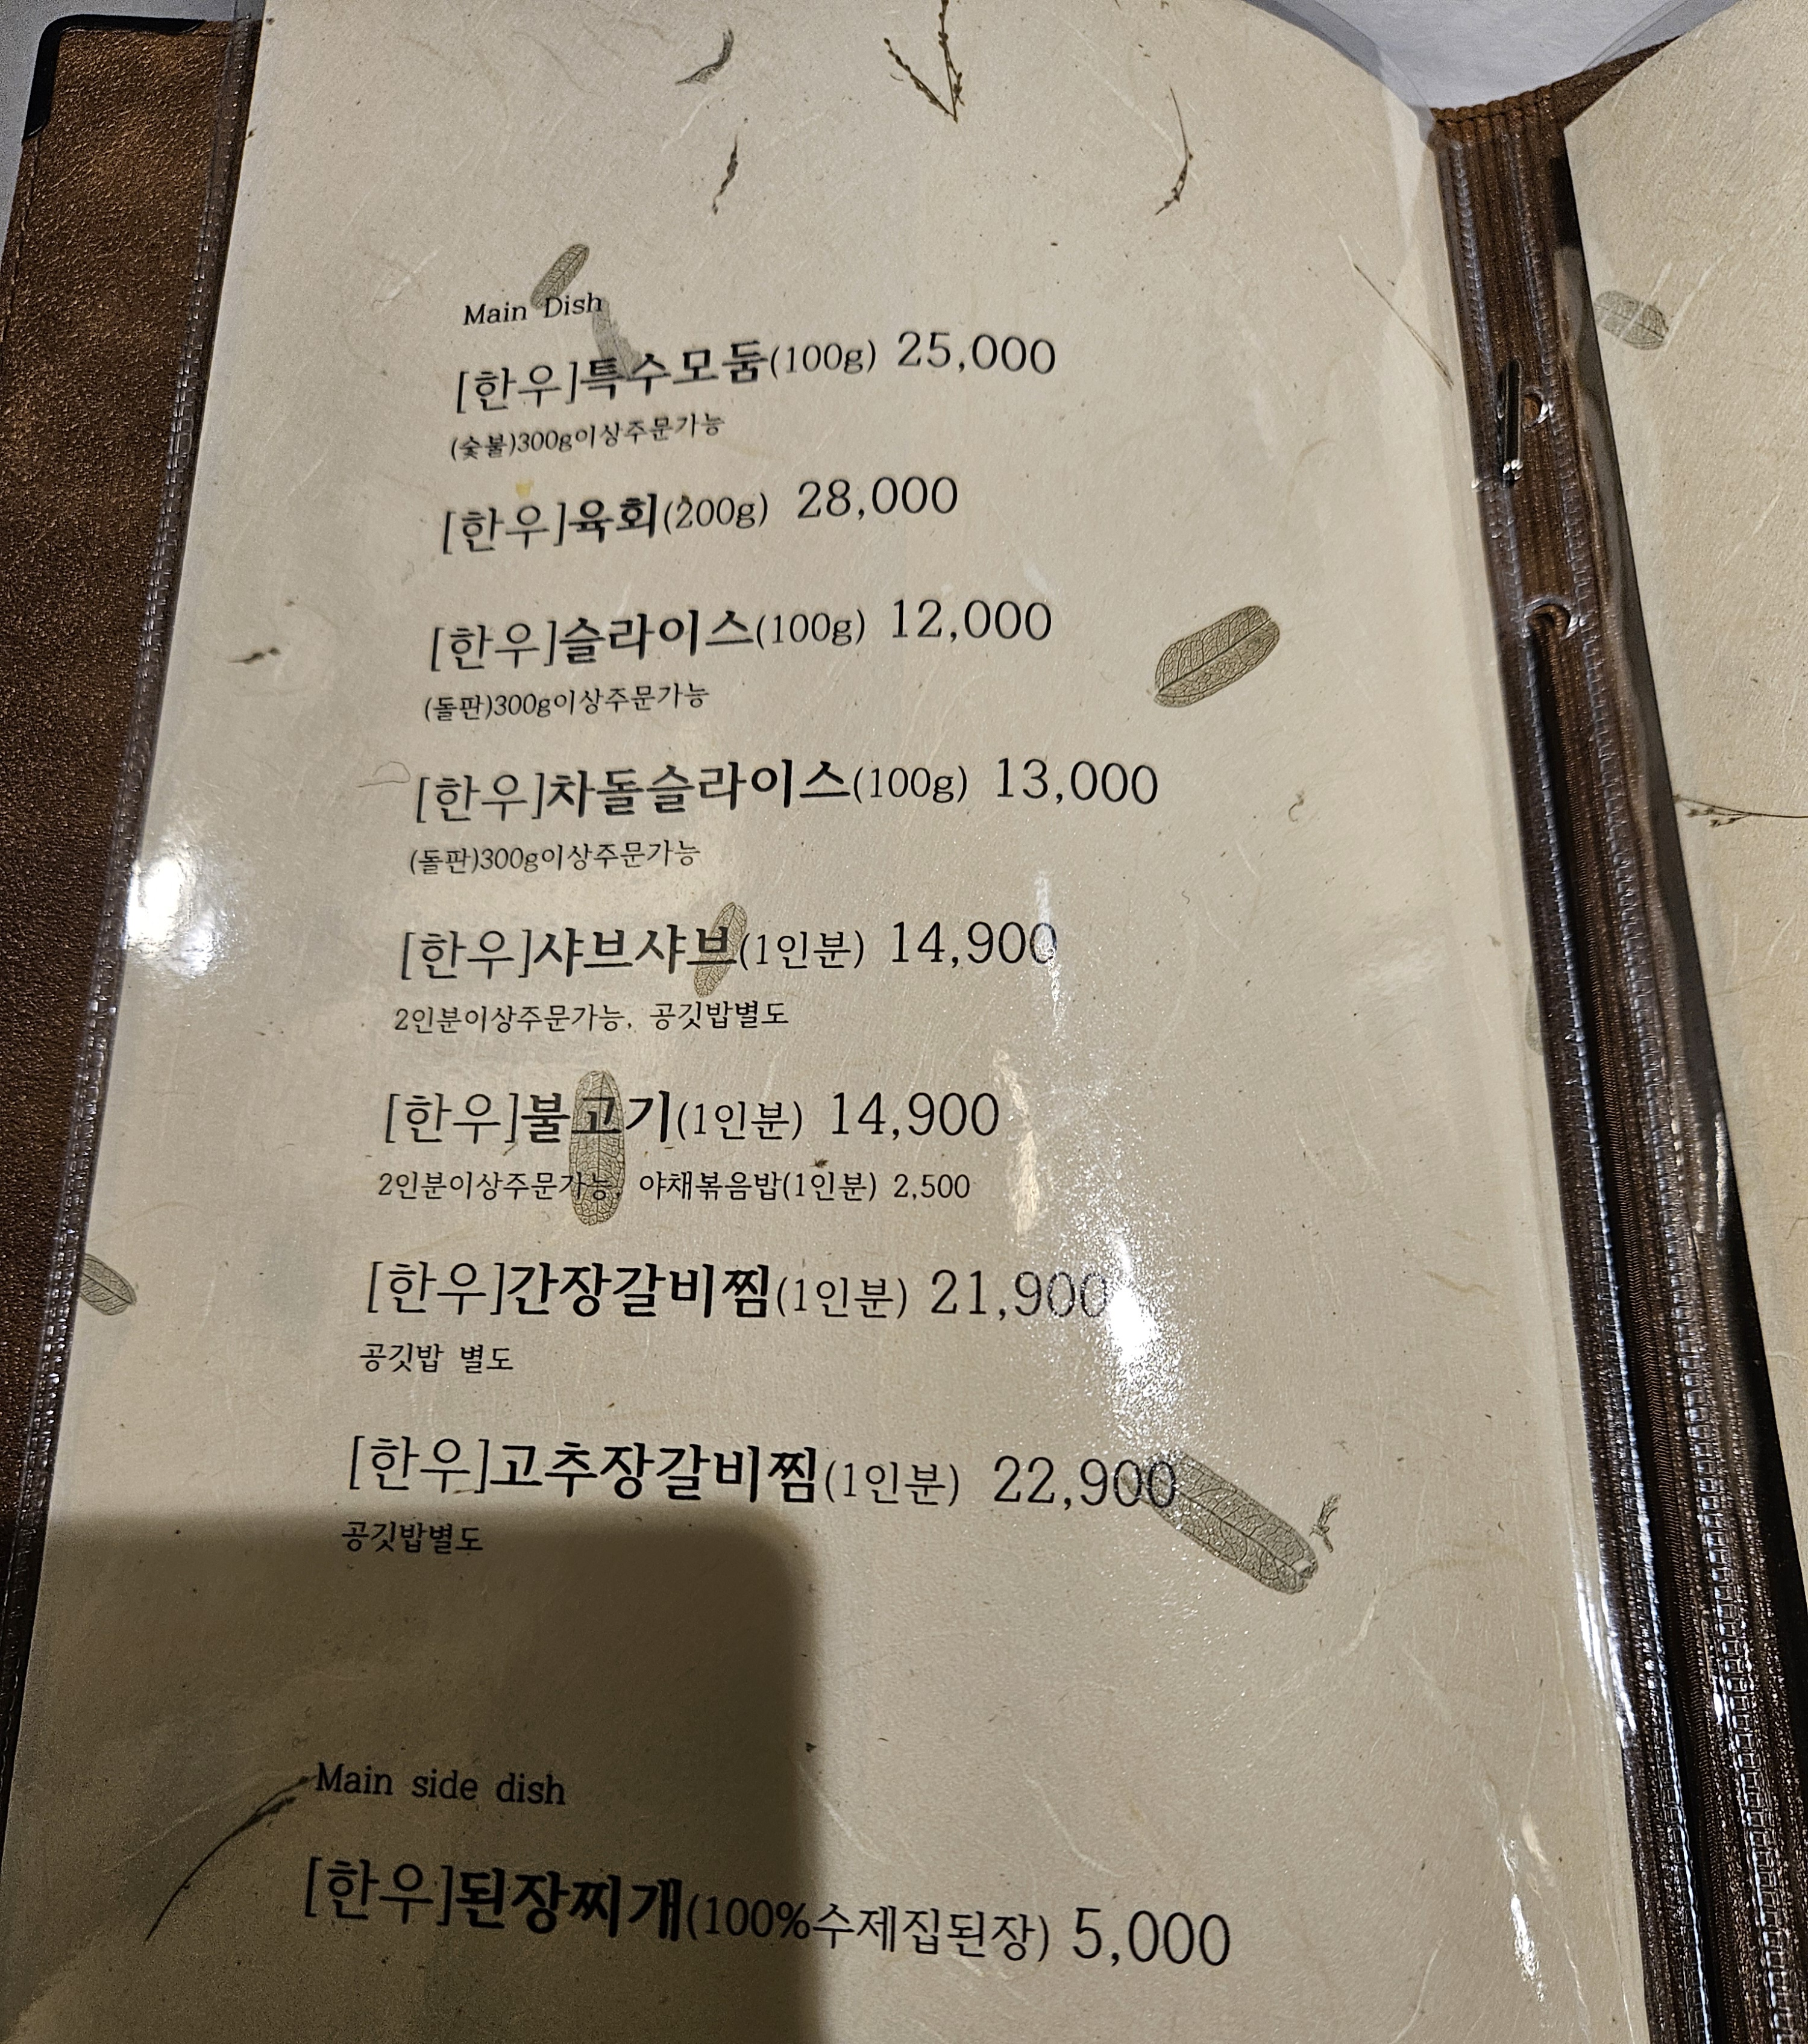 Main Dish
[한우]특수모둠(100g) 25,000
(숯불)300g이상주문가능
[한우]육회(200g) 28,000
[한우]슬라이스(100g) 12,000
(돌판)300g이상주문가능
[한우]차돌슬라이스(100g) 13,000
(돌판)300g이상주문가능
[한우]샤브샤브(1인분) 14,900
2인분이상주문가능, 공깃밥별도
[한우]불고기(1인분) 14,900
2인분이상주문가능, 야채볶음밥(1인분) 2,500
[한우]간장갈비찜(1인분) 21,900
공깃밥 별도
[한우]고추장갈비찜(1인분) 22,900
공깃밥별도
Main side dish
[한우]된장찌개(100%수제집된장) 5,000